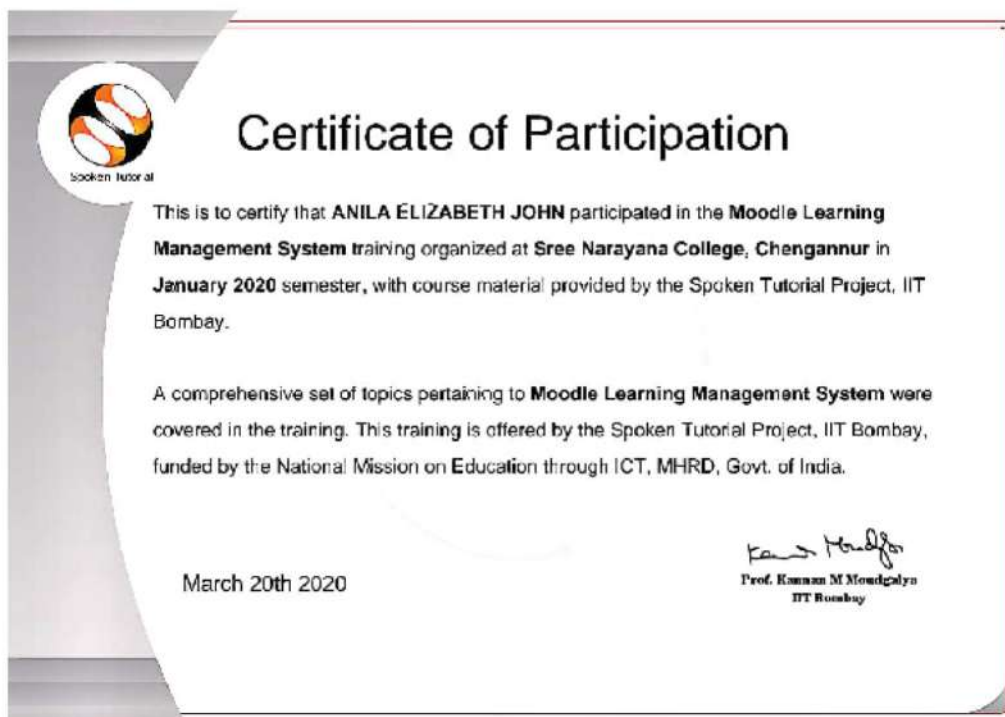 Spoken Tutorial
Certificate of Participation
This is to certify that ANILA ELIZABETH JOHN participated in the Moodle Learning
Management System training organized at Sree Narayana College, Chengannur in
January 2020 semester, with course material provided by the Spoken Tutorial Project, IIT
Bombay.
A comprehensive set of topics pertaining to Moodle Learning Management System were
covered in the training. This training is offered by the Spoken Tutorial Project, IIT Bombay,
funded by the National Mission on Education through ICT, MHRD, Govt. of India.
March 20th 2020
Prof. Kannan M Moudgalya
IIT Bombay